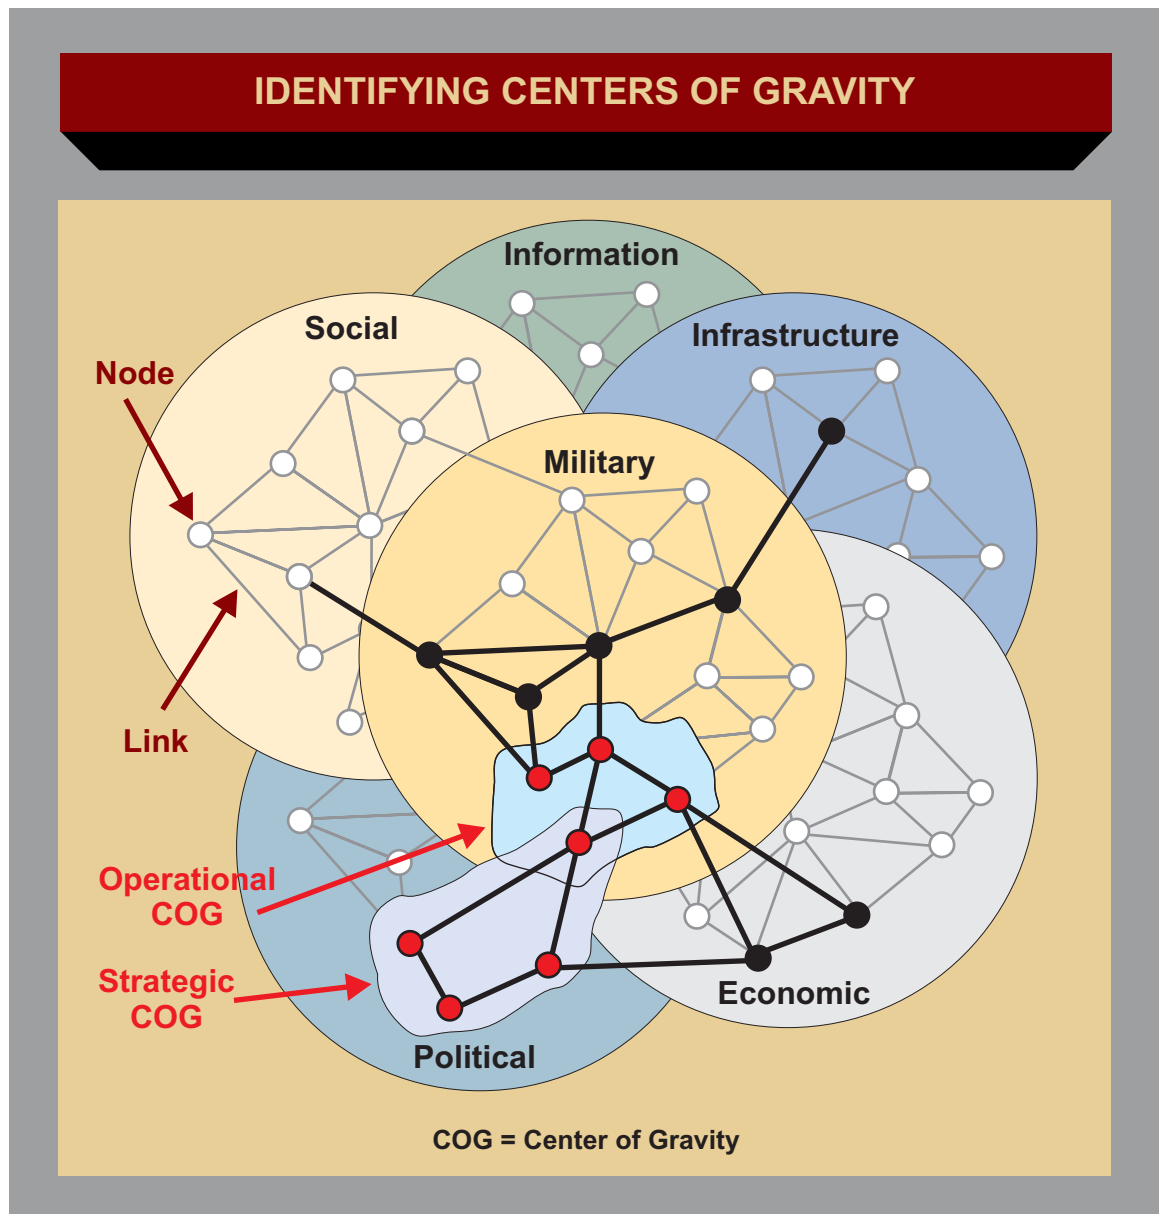 IDENTIFYING CENTERS OF GRAVITY
Information
Social
Infrastructure
Node
Military
Link
Operational
COG
Strategic
COG
Economic
Political
COG = Center of Gravity